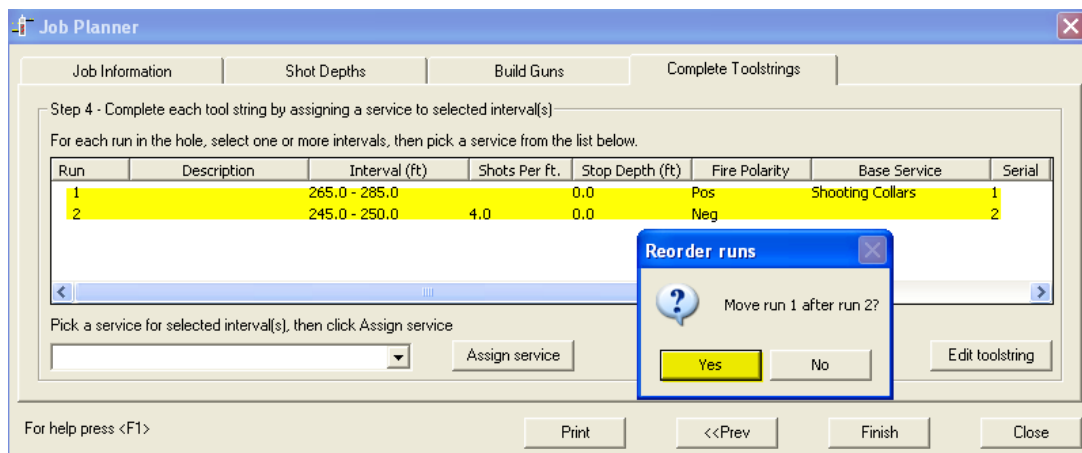 Job Planner
Job Information Shot Depths Build Guns Complete Toolstrings
Step 4 - Complete each tool string by assigning a service to selected interval(s)
For each run in the hole, select one or more intervals, then pick a service from the list below.
Run Description Interval (ft) Shots Per ft. Stop Depth (ft) Fire Polarity Base Service Serial
1 265.0 - 285.0 0.0 Pos Shooting Collars 1
2 245.0 - 250.0 4.0 0.0 Neg 2
Reorder runs
Move run 1 after run 2?
Yes No
Pick a service for selected interval(s), then click Assign service
Assign service Edit toolstring
For help press <F1>
Print <<Prev Finish Close